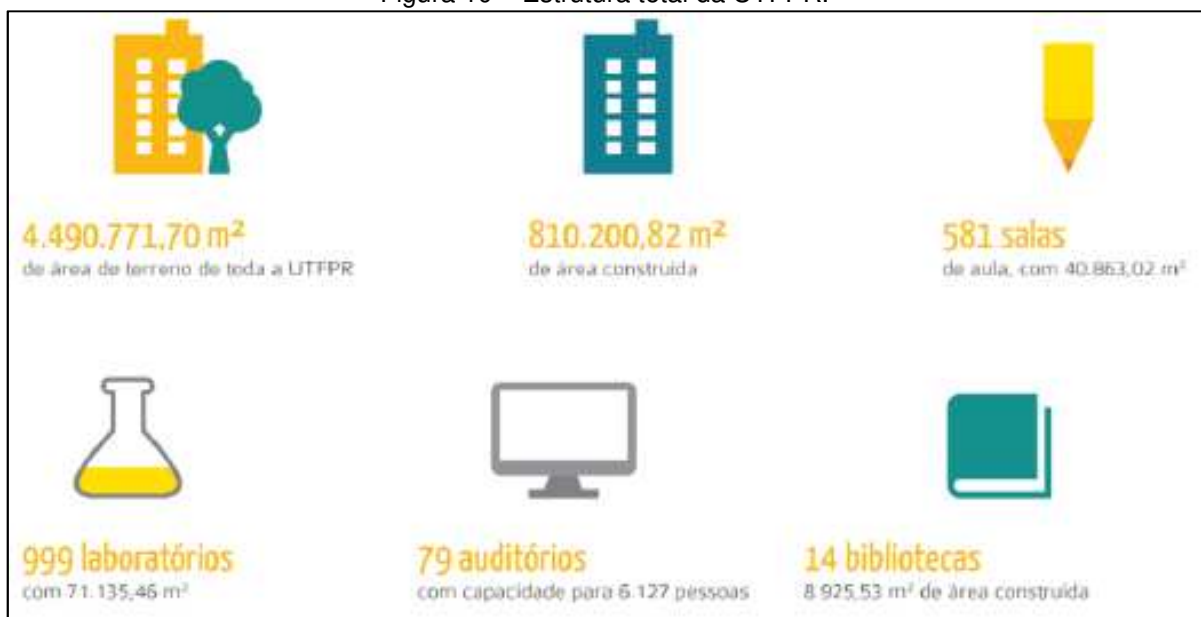 4.490.771,70 m²
de área de terreno de toda a UTFPR
810.200,82 m²
de área construída
581 salas
de aula, com 40.863,02 m²
999 laboratórios
com 71.135,46 m²
79 auditórios
com capacidade para 6.127 pessoas
14 bibliotecas
8.925,53 m² de área construída